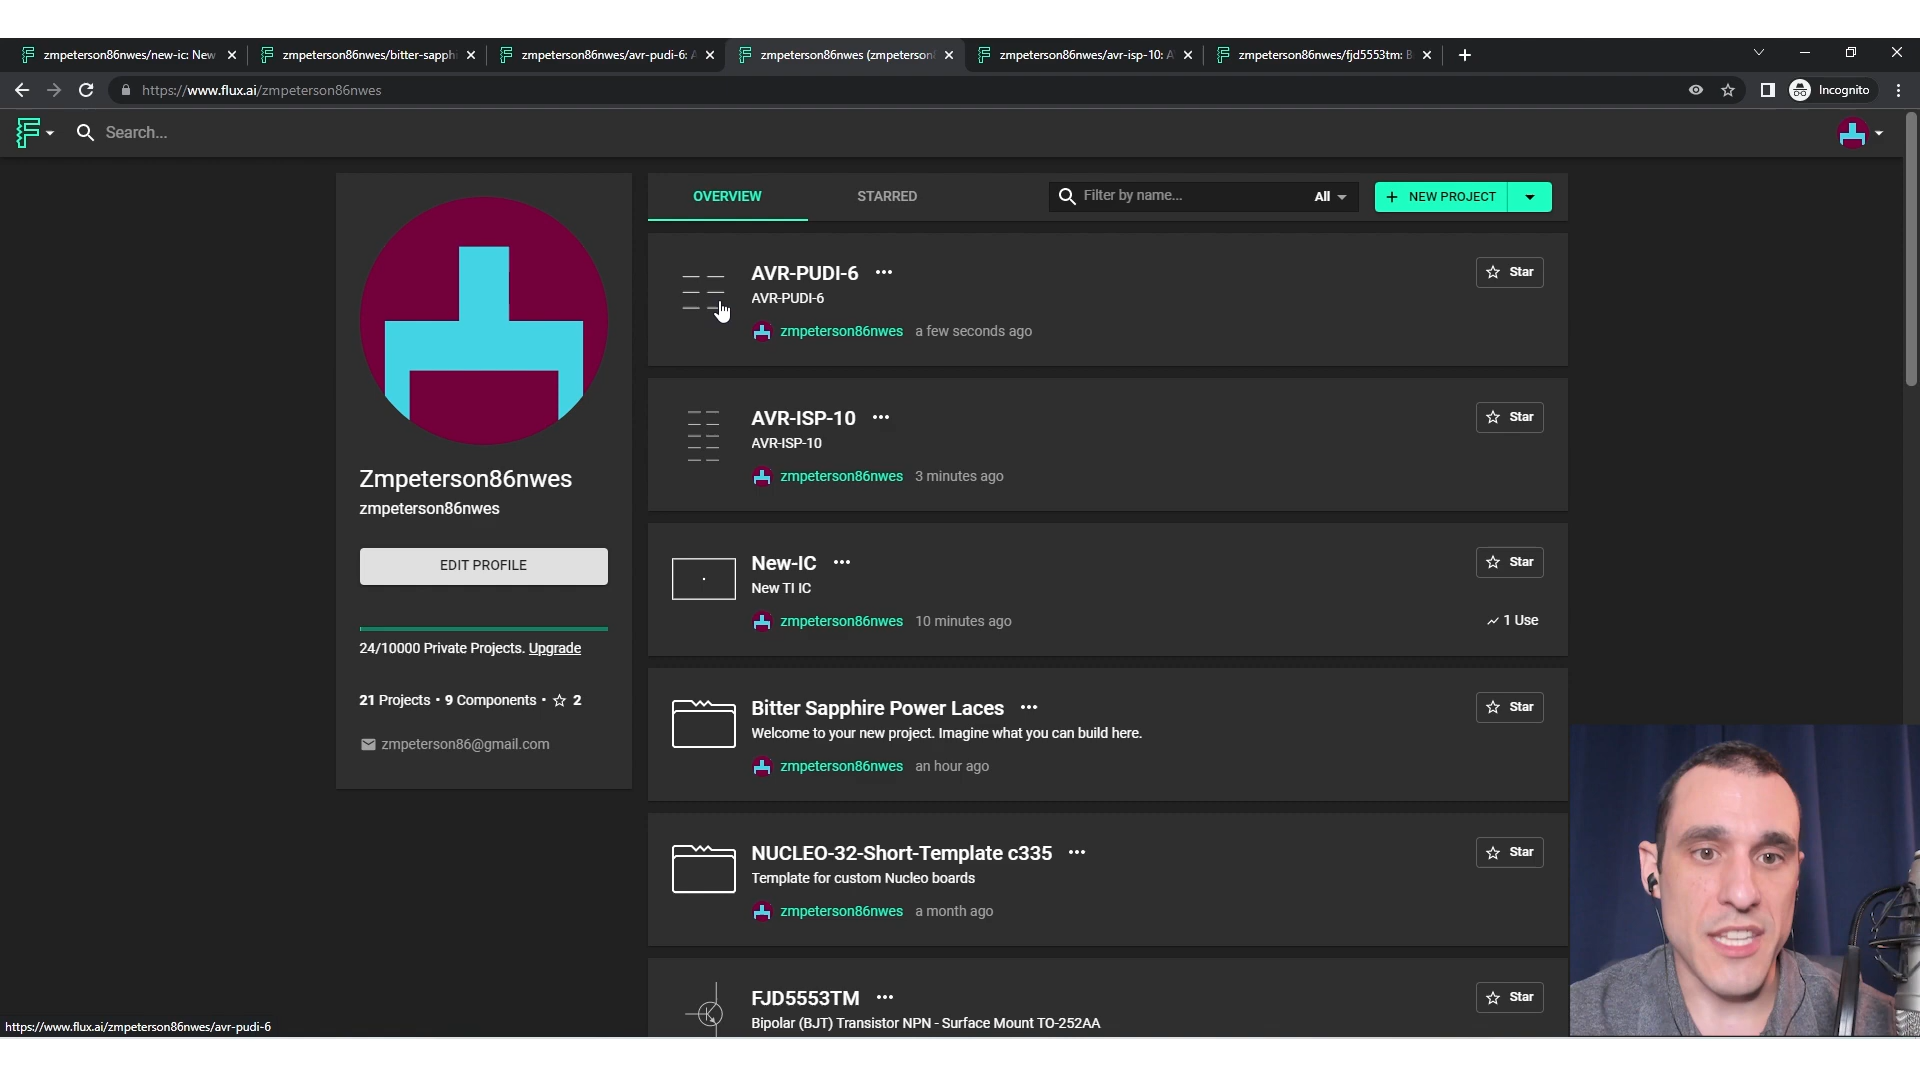 zmpeterson86nwes/new-ic: New
zmpeterson86nwes/bitter-sapph
zmpeterson86nwes/avr-pudi-6: A
zmpeterson86nwes (zmpeterson
zmpeterson86nwes/avr-isp-10: A
zmpeterson86nwes/fjd5553tm: B
https://www.flux.ai/zmpeterson86nwes
Incognito
Search...
OVERVIEW
STARRED
Filter by name...
All
+ NEW PROJECT
Zmpeterson86nwes
zmpeterson86nwes
EDIT PROFILE
24/10000 Private Projects. Upgrade
21 Projects • 9 Components • 2
zmpeterson86@gmail.com
AVR-PUDI-6 •••
AVR-PUDI-6
zmpeterson86nwes a few seconds ago
Star
AVR-ISP-10 •••
AVR-ISP-10
zmpeterson86nwes 3 minutes ago
Star
New-IC •••
New TI IC
zmpeterson86nwes 10 minutes ago
Star
1 Use
Bitter Sapphire Power Laces •••
Welcome to your new project. Imagine what you can build here.
zmpeterson86nwes an hour ago
Star
NUCLEO-32-Short-Template c335 •••
Template for custom Nucleo boards
zmpeterson86nwes a month ago
Star
FJD5553TM •••
Bipolar (BJT) Transistor NPN - Surface Mount TO-252AA
Star
https://www.flux.ai/zmpeterson86nwes/avr-pudi-6